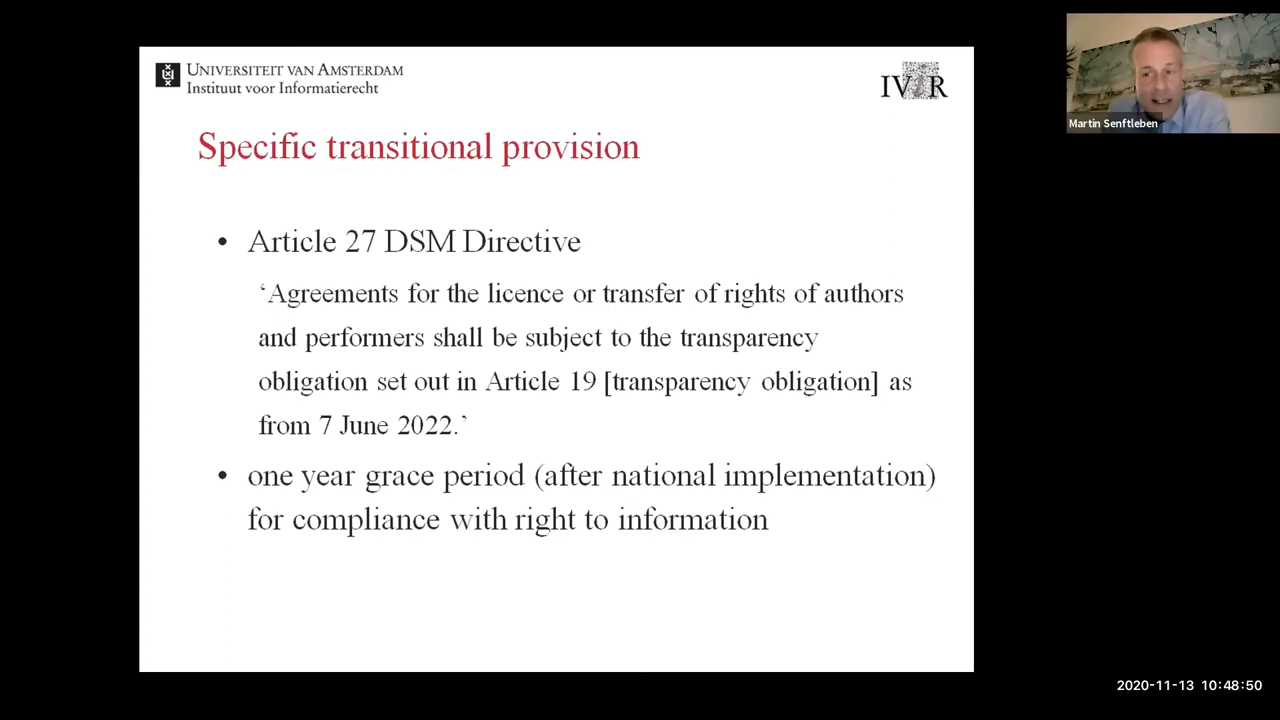 UNIVERSITEIT VAN AMSTERDAM
Instituut voor Informatierecht
IViR
Martin Senftleben
Specific transitional provision
• Article 27 DSM Directive
‘Agreements for the licence or transfer of rights of authors
and performers shall be subject to the transparency
obligation set out in Article 19 [transparency obligation] as
from 7 June 2022.’
• one year grace period (after national implementation)
for compliance with right to information
2020-11-13 10:48:50